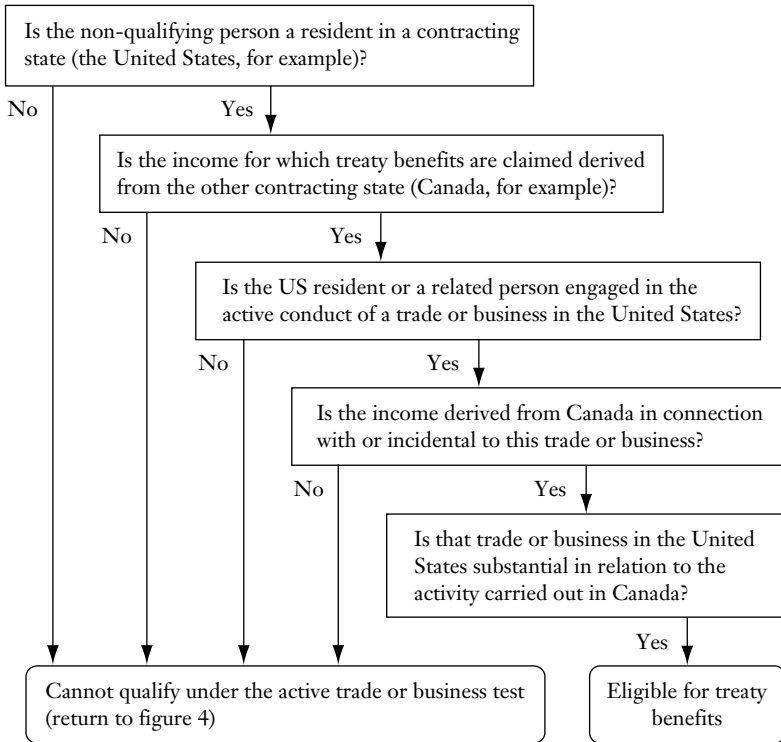 Is the non-qualifying person a resident in a contracting
state (the United States, for example)?
No
Yes
Is the income for which treaty benefits are claimed derived
from the other contracting state (Canada, for example)?
No
Yes
Is the US resident or a related person engaged in the
active conduct of a trade or business in the United States?
No
Yes
Is the income derived from Canada in connection
with or incidental to this trade or business?
No
Yes
Is that trade or business in the United
States substantial in relation to the
activity carried out in Canada?
Yes
Cannot qualify under the active trade or business test
(return to figure 4)
Eligible for treaty
benefits